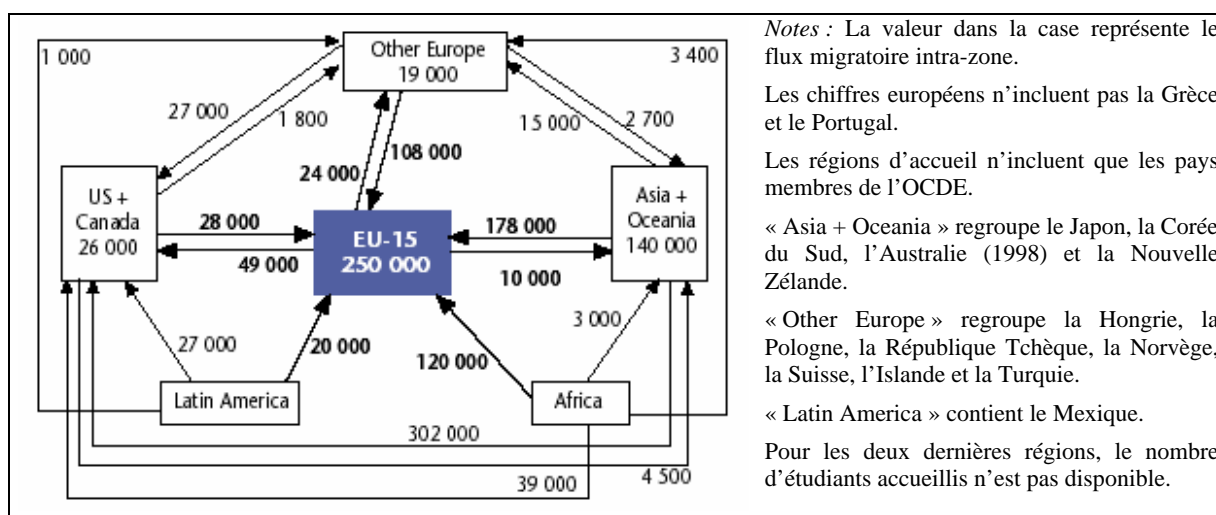 1 000
Other Europe
19 000
3 400
27 000
1 800
15 000
2 700
24 000
108 000
US +
Canada
26 000
28 000
49 000
EU-15
250 000
178 000
10 000
Asia +
Oceania
140 000
27 000
20 000
120 000
3 000
Latin America
Africa
302 000
39 000
4 500
Notes : La valeur dans la case représente le
flux migratoire intra-zone.
Les chiffres européens n’incluent pas la Grèce
et le Portugal.
Les régions d’accueil n’incluent que les pays
membres de l’OCDE.
« Asia + Oceania » regroupe le Japon, la Corée
du Sud, l’Australie (1998) et la Nouvelle
Zélande.
« Other Europe » regroupe la Hongrie, la
Pologne, la République Tchèque, la Norvège,
la Suisse, l’Islande et la Turquie.
« Latin America » contient le Mexique.
Pour les deux dernières régions, le nombre
d’étudiants accueillis n’est pas disponible.